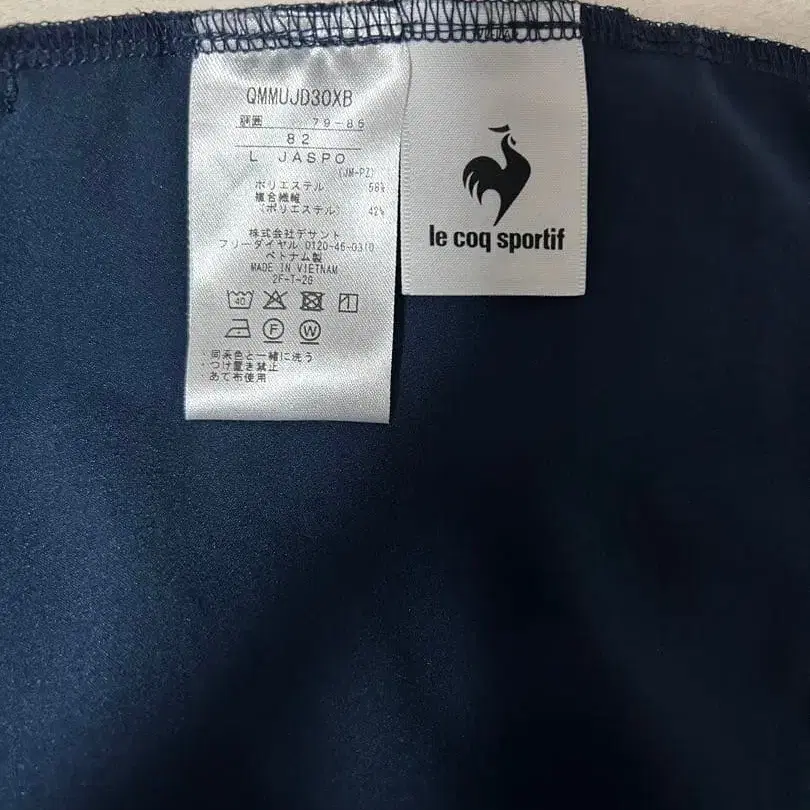 QMMUJD30XB
胴囲 79-85
82
L JASPO
(JM-PZ)
ポリエステル 58%
複合繊維
(ポリエステル) 42%
株式会社デサント
フリーダイヤル 0120-46-0310
ベトナム製
MADE IN VIETNAM
2F-T-26
40
F W
・同系色と一緒に洗う
・つけ置き禁止
・あて布使用
le coq sportif